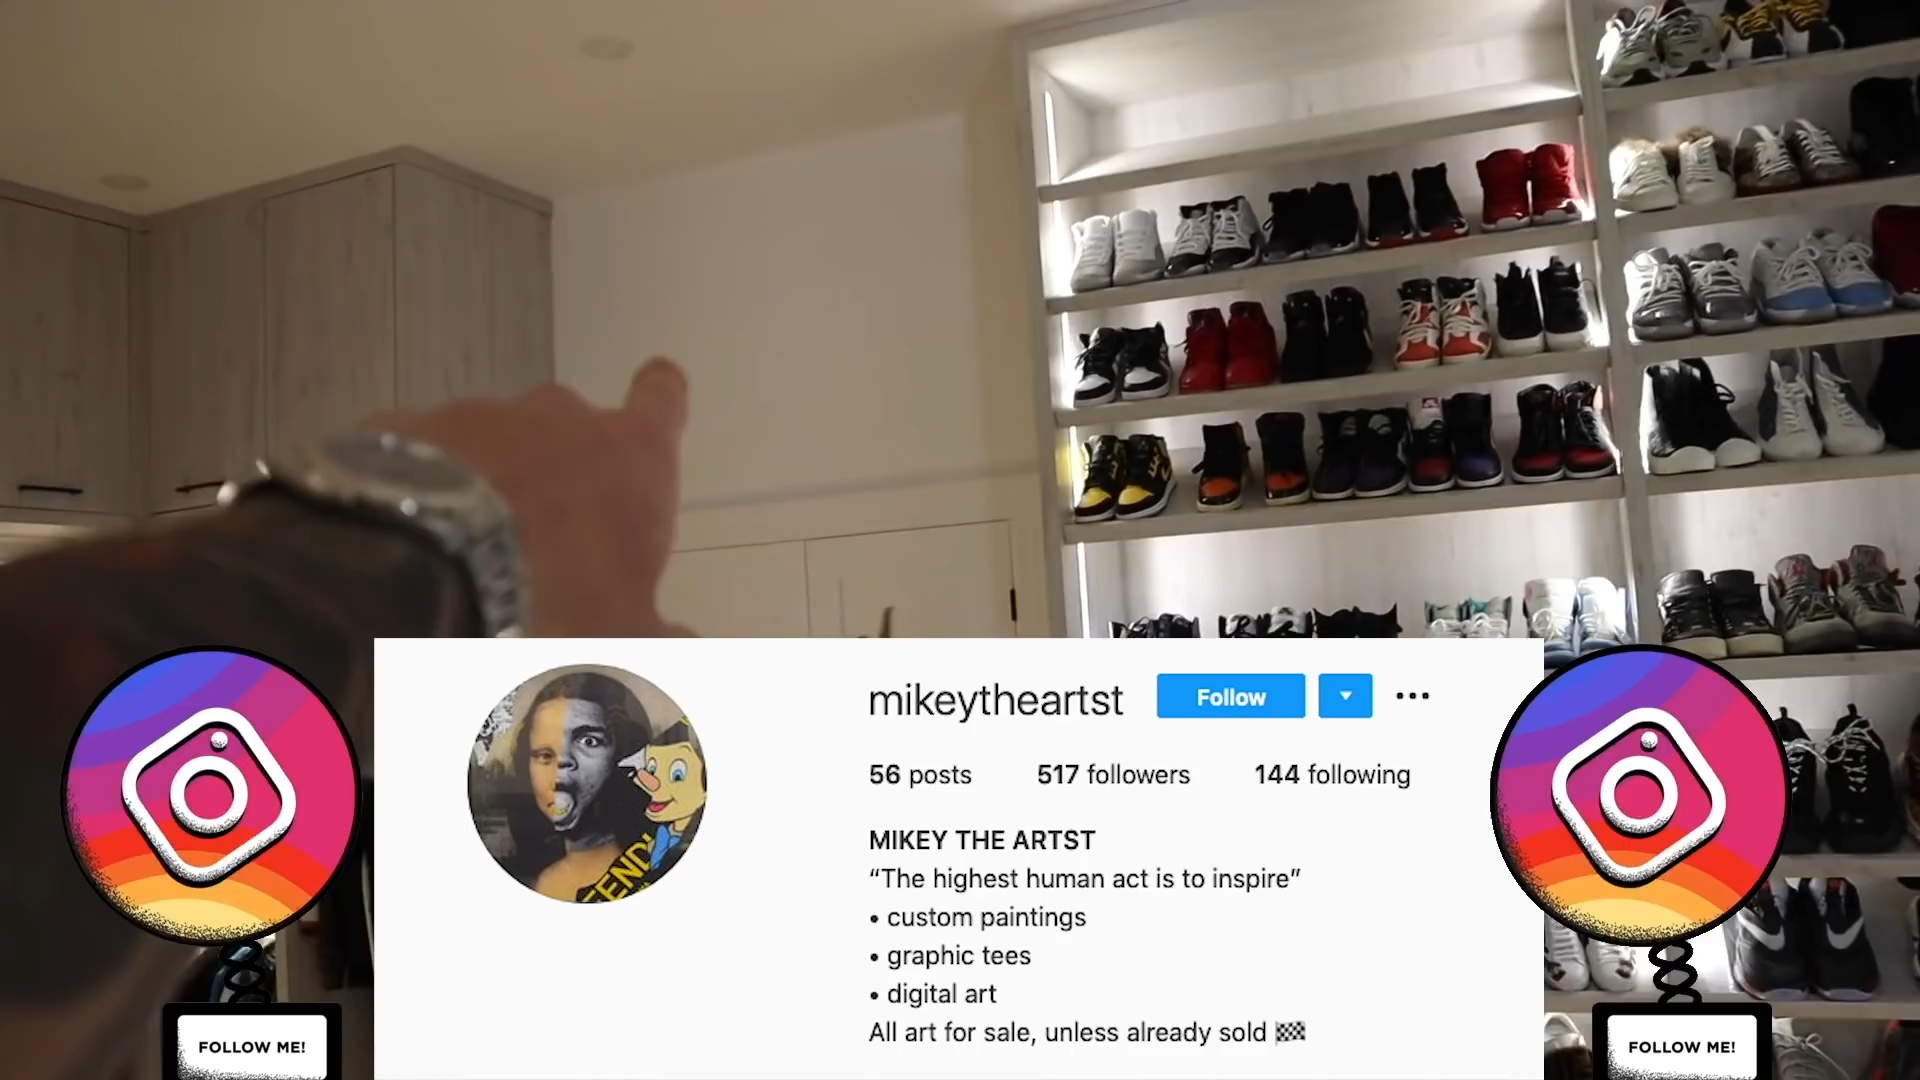 mikeytheartst Follow
56 posts 517 followers 144 following
MIKEY THE ARTST
“The highest human act is to inspire”
• custom paintings
• graphic tees
• digital art
All art for sale, unless already sold
FENDI
FOLLOW ME!
FOLLOW ME!